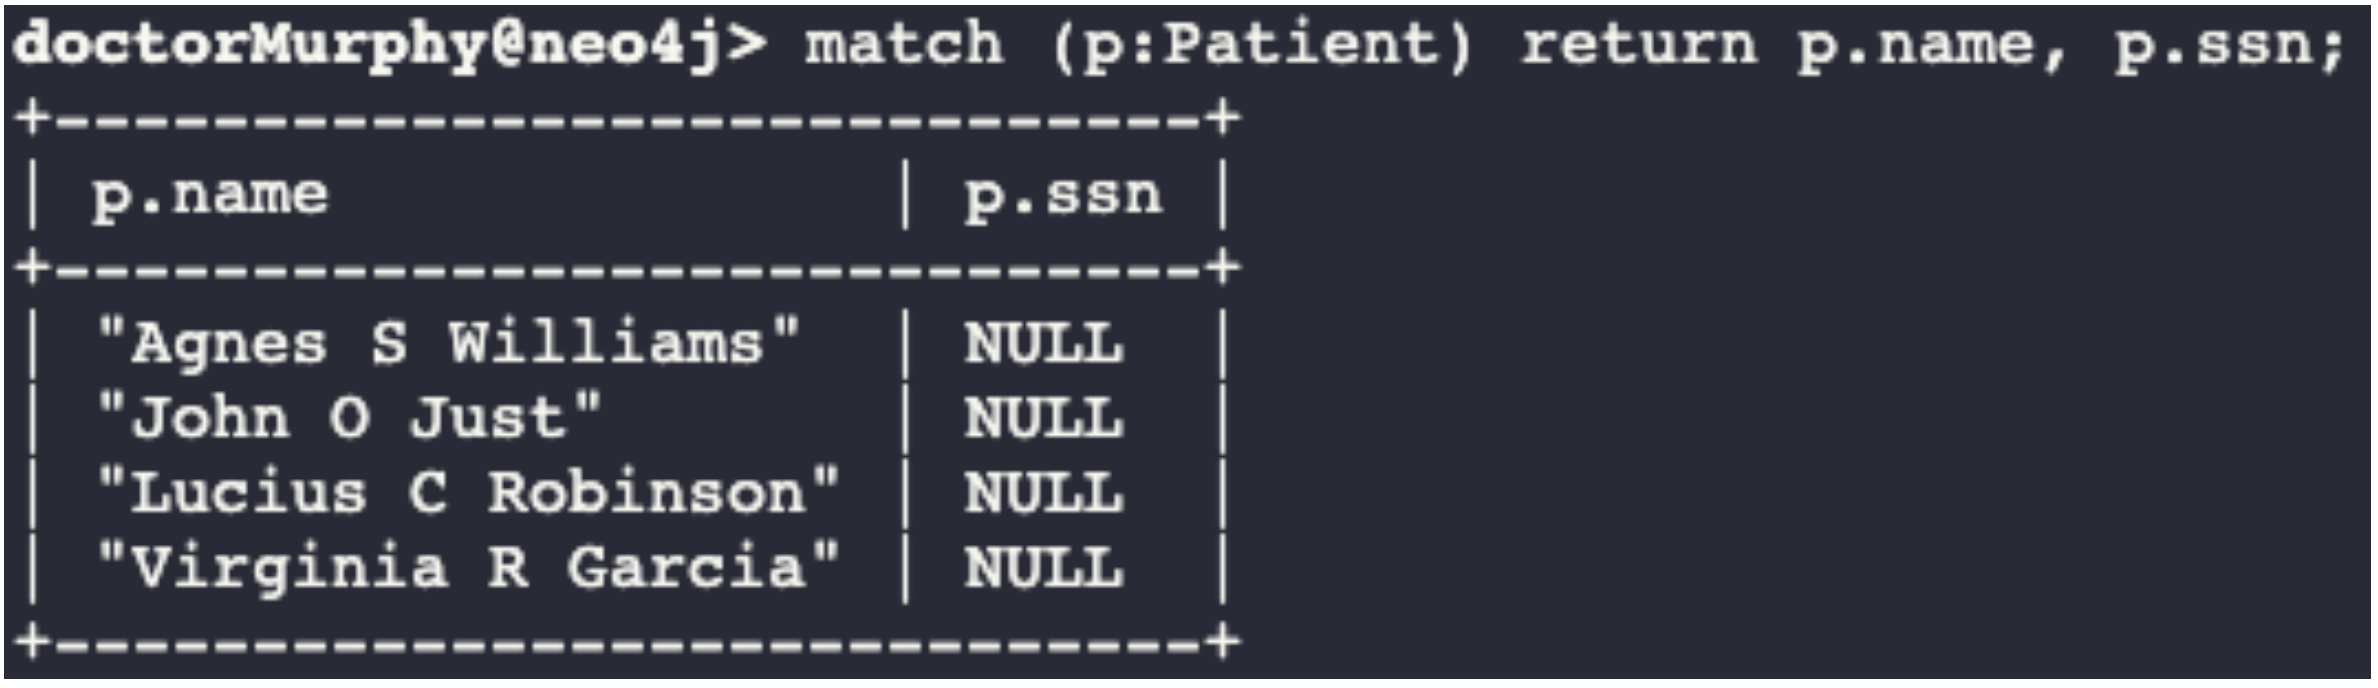 doctorMurphy@neo4j> match (p:Patient) return p.name, p.ssn;
+-----------------------------+
| p.name              | p.ssn |
+-----------------------------+
| "Agnes S Williams"  | NULL  |
| "John O Just"       | NULL  |
| "Lucius C Robinson" | NULL  |
| "Virginia R Garcia" | NULL  |
+-----------------------------+